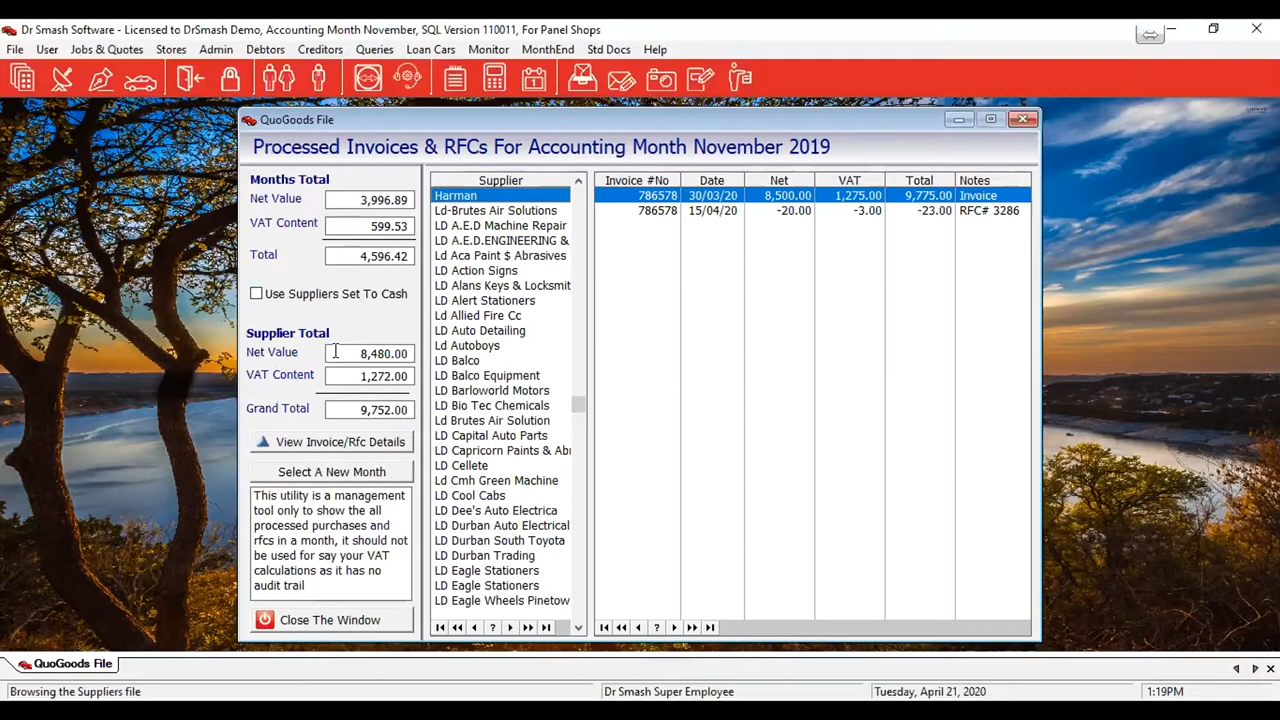 Dr Smash Software - Licensed to DrSmash Demo, Accounting Month November, SQL Version 110011, For Panel Shops
File User Jobs & Quotes Stores Admin Debtors Creditors Queries Loan Cars Monitor MonthEnd Std Docs Help
QuoGoods File
Processed Invoices & RFCs For Accounting Month November 2019
Months Total
Net Value 3,996.89
VAT Content 599.53
Total 4,596.42
Use Suppliers Set To Cash
Supplier Total
Net Value 8,480.00
VAT Content 1,272.00
Grand Total 9,752.00
View Invoice/Rfc Details
Select A New Month
This utility is a management
tool only to show the all
processed purchases and
rfcs in a month, it should not
be used for say your VAT
calculations as it has no
audit trail
Close The Window
Supplier
Harman
Ld-Brutes Air Solutions
LD A.E.D Machine Repair
LD A.E.D.ENGINEERING &
Ld Aca Paint $ Abrasives
LD Action Signs
LD Alans Keys & Locksmit
LD Alert Stationers
Ld Allied Fire Cc
LD Auto Detailing
Ld Autoboys
LD Balco
LD Balco Equipment
LD Barloworld Motors
LD Bio Tec Chemicals
Ld Brutes Air Solution
LD Capital Auto Parts
LD Capricorn Paints & Abr
LD Cellete
Ld Cmh Green Machine
LD Cool Cabs
LD Dee's Auto Electrica
LD Durban Auto Electrical
LD Durban South Toyota
LD Durban Trading
LD Eagle Stationers
LD Eagle Stationers
LD Eagle Wheels Pinetow
Invoice #No Date Net VAT Total Notes
786578 30/03/20 8,500.00 1,275.00 9,775.00 Invoice
786578 15/04/20 -20.00 -3.00 -23.00 RFC# 3286
QuoGoods File
Browsing the Suppliers file Dr Smash Super Employee Tuesday, April 21, 2020 1:19PM